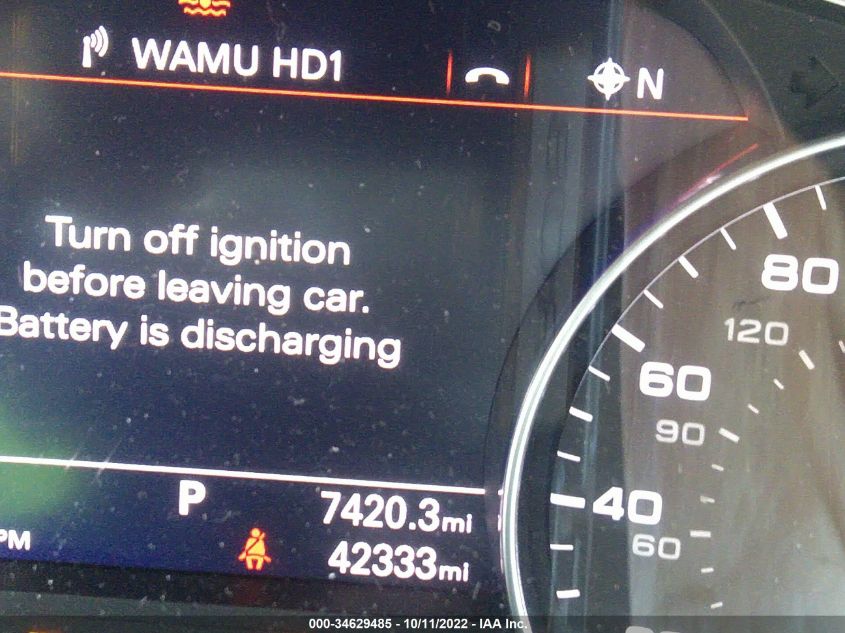 WAMU HD1
N
Turn off ignition
before leaving car.
Battery is discharging
80
120
60
90
40
60
P
7420.3mi
PM
42333mi
000-34629485 - 10/11/2022 - IAA Inc.